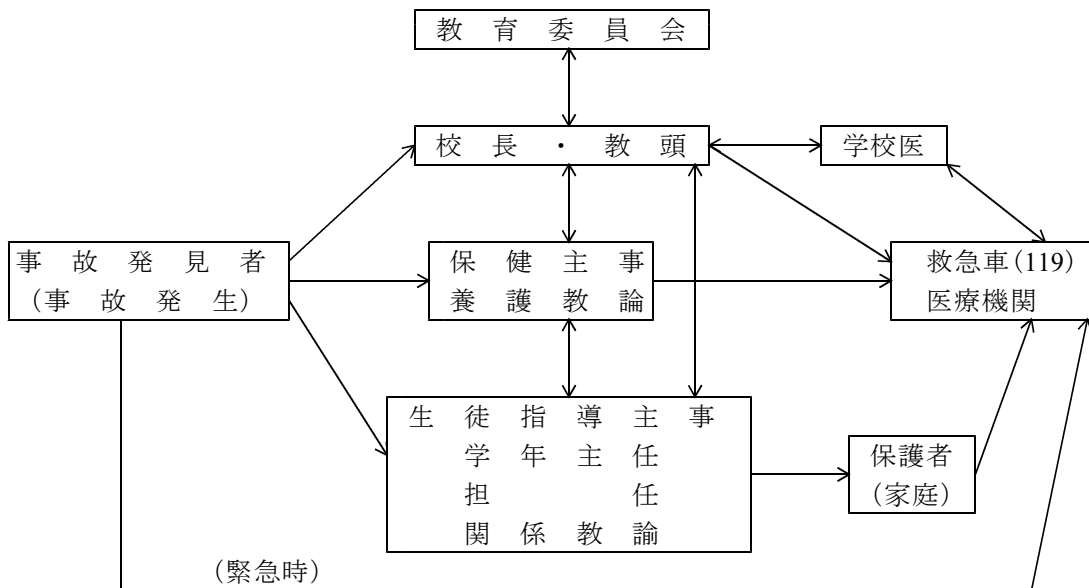 教育委員会
校長・教頭
学校医
事故発見者
(事故発生)
保健主事
養護教論
救急車(119)
医療機関
生徒指導主事
学年主任
担任
関係教論
保護者
(家庭)
(緊急時)